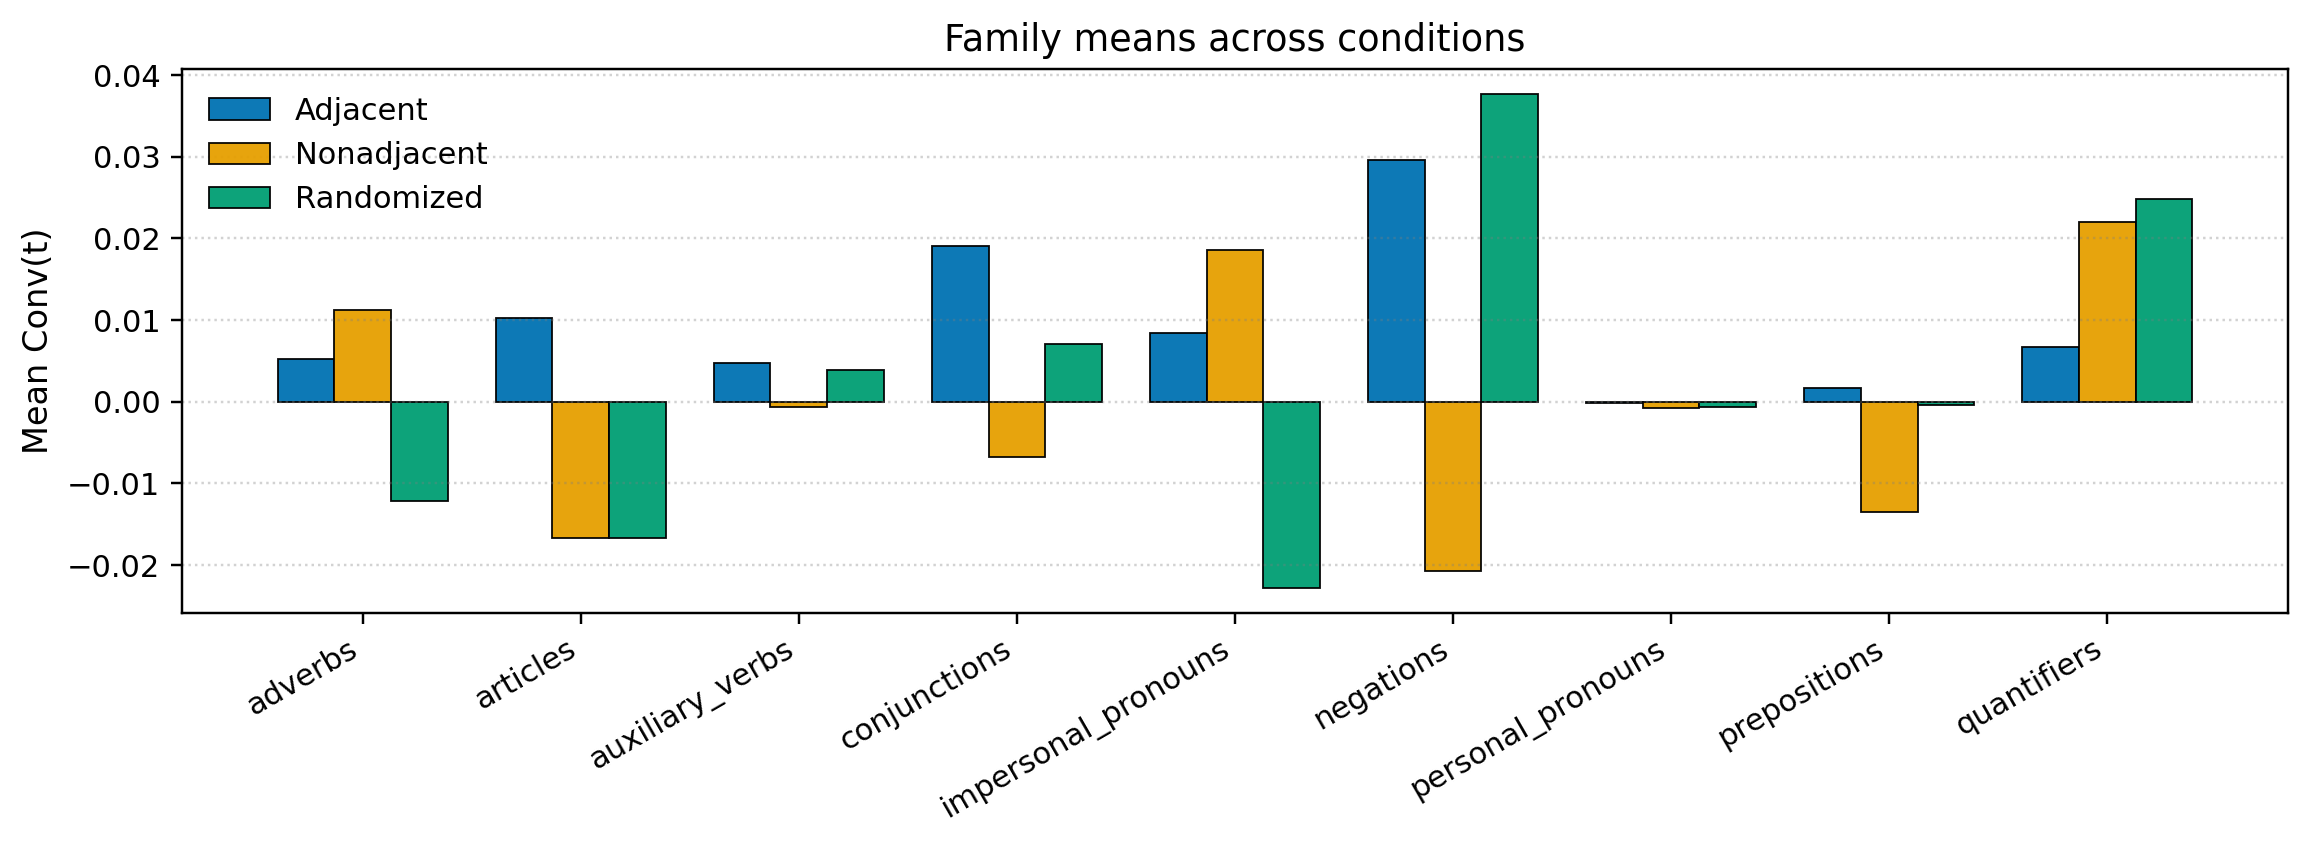 Family means across conditions
Mean Conv(t)
0.04
0.03
0.02
0.01
0.00
−0.01
−0.02
Adjacent
Nonadjacent
Randomized
adverbs
articles
auxiliary_verbs
conjunctions
impersonal_pronouns
negations
personal_pronouns
prepositions
quantifiers